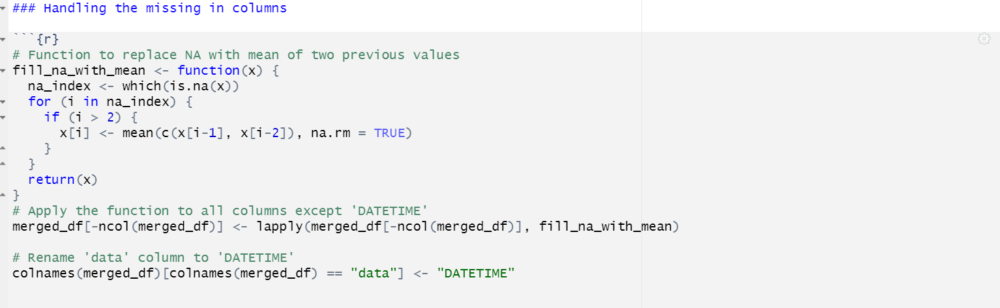 ### Handling the missing in columns
```{r}
# Function to replace NA with mean of two previous values
fill_na_with_mean <- function(x) {
  na_index <- which(is.na(x))
  for (i in na_index) {
    if (i > 2) {
      x[i] <- mean(c(x[i-1], x[i-2]), na.rm = TRUE)
    }
  }
  return(x)
}
# Apply the function to all columns except 'DATETIME'
merged_df[-ncol(merged_df)] <- lapply(merged_df[-ncol(merged_df)], fill_na_with_mean)
# Rename 'data' column to 'DATETIME'
colnames(merged_df)[colnames(merged_df) == "data"] <- "DATETIME"